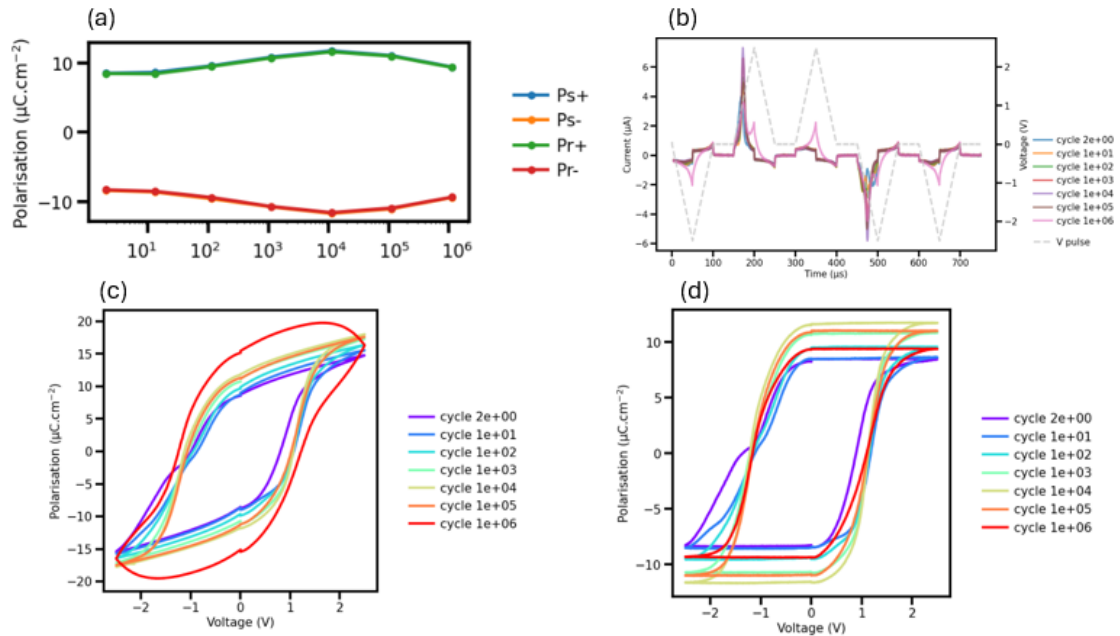 (a)
Polarisation (µC.cm⁻²)
10
0
−10
10¹ 10² 10³ 10⁴ 10⁵ 10⁶
Ps+
Ps-
Pr+
Pr-
(b)
Current (µA)
6
4
2
0
−2
−4
−6
0 100 200 300 400 500 600 700
Time (µs)
2
1
0
−1
−2
Voltage (V)
cycle 2e+00
cycle 1e+01
cycle 1e+02
cycle 1e+03
cycle 1e+04
cycle 1e+05
cycle 1e+06
V pulse
(c)
Polarisation (µC.cm⁻²)
20
15
10
5
0
−5
−10
−15
−20
−2 −1 0 1 2
Voltage (V)
cycle 2e+00
cycle 1e+01
cycle 1e+02
cycle 1e+03
cycle 1e+04
cycle 1e+05
cycle 1e+06
(d)
Polarisation (µC.cm⁻²)
10
5
0
−5
−10
−2 −1 0 1 2
Voltage (V)
cycle 2e+00
cycle 1e+01
cycle 1e+02
cycle 1e+03
cycle 1e+04
cycle 1e+05
cycle 1e+06